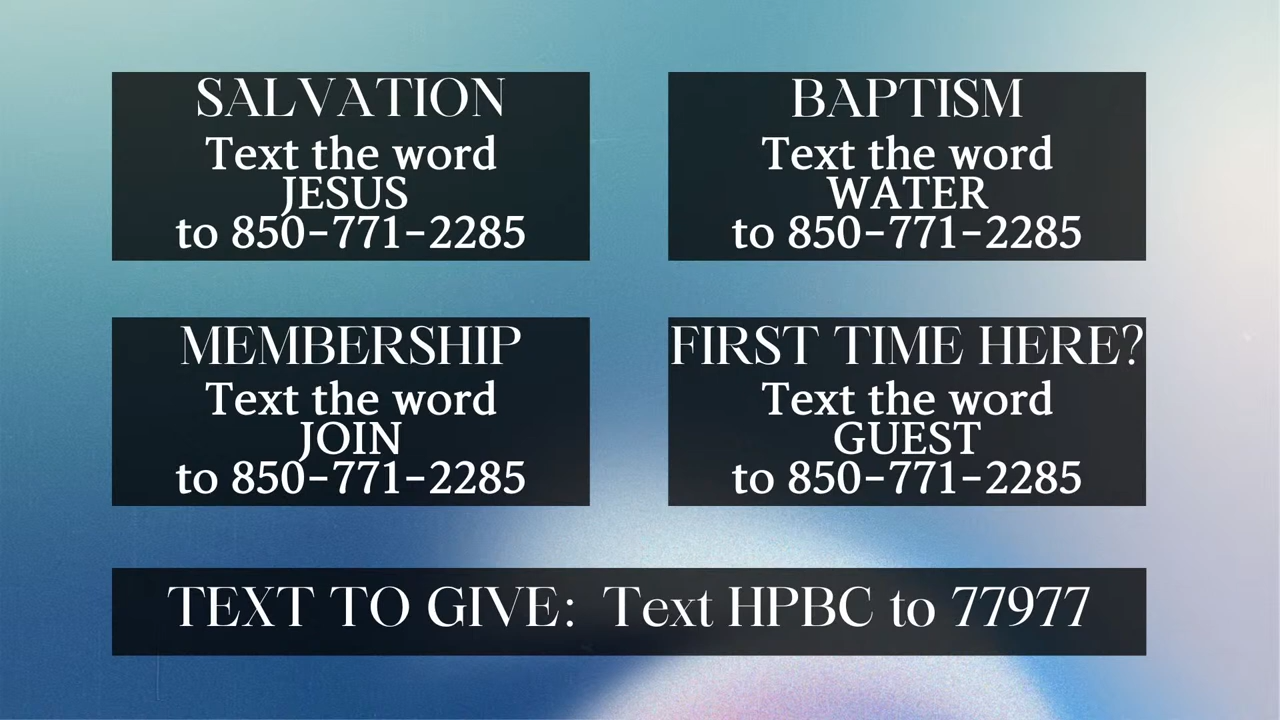 SALVATION
Text the word
JESUS
to 850-771-2285
BAPTISM
Text the word
WATER
to 850-771-2285
MEMBERSHIP
Text the word
JOIN
to 850-771-2285
FIRST TIME HERE?
Text the word
GUEST
to 850-771-2285
TEXT TO GIVE: Text HPBC to 77977